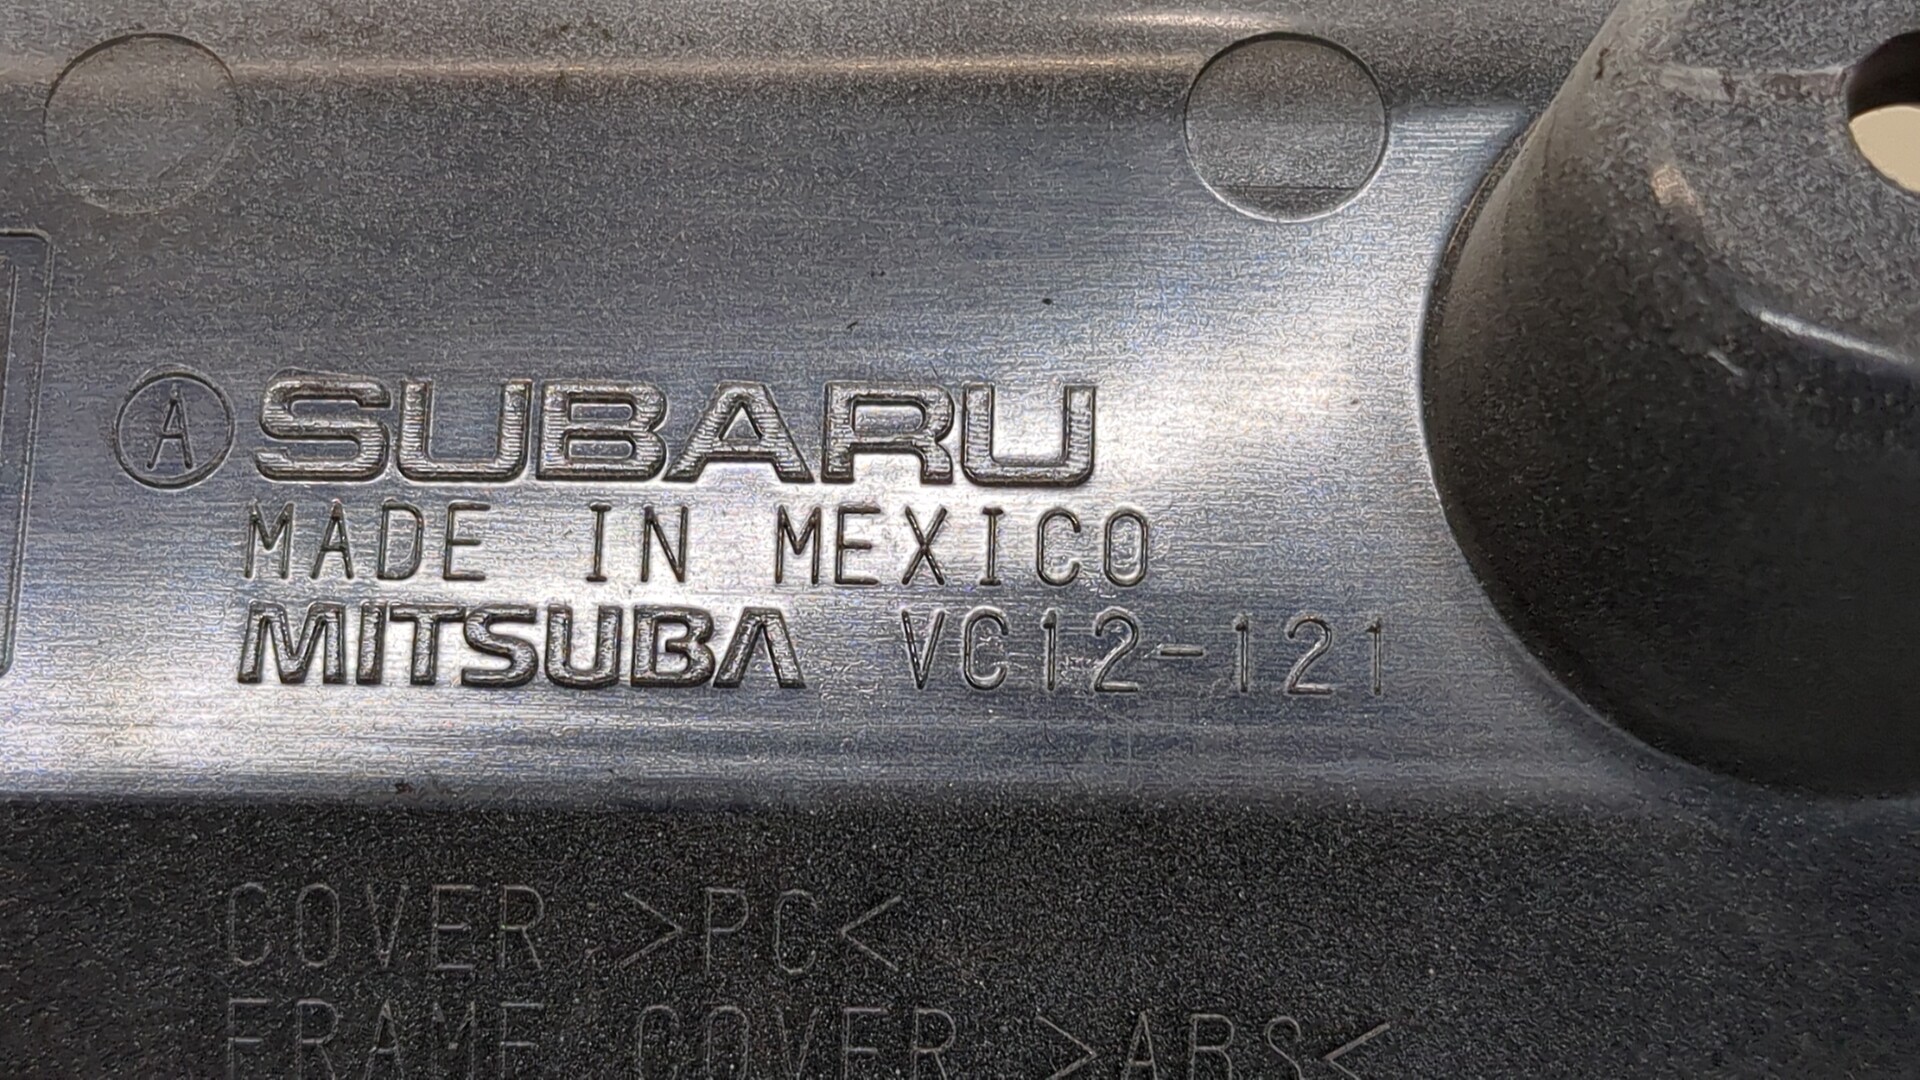 Ⓐ SUBARU
MADE IN MEXICO
MITSUBA VC12-121
COVER >PC<
FRAME COVER >ABS<